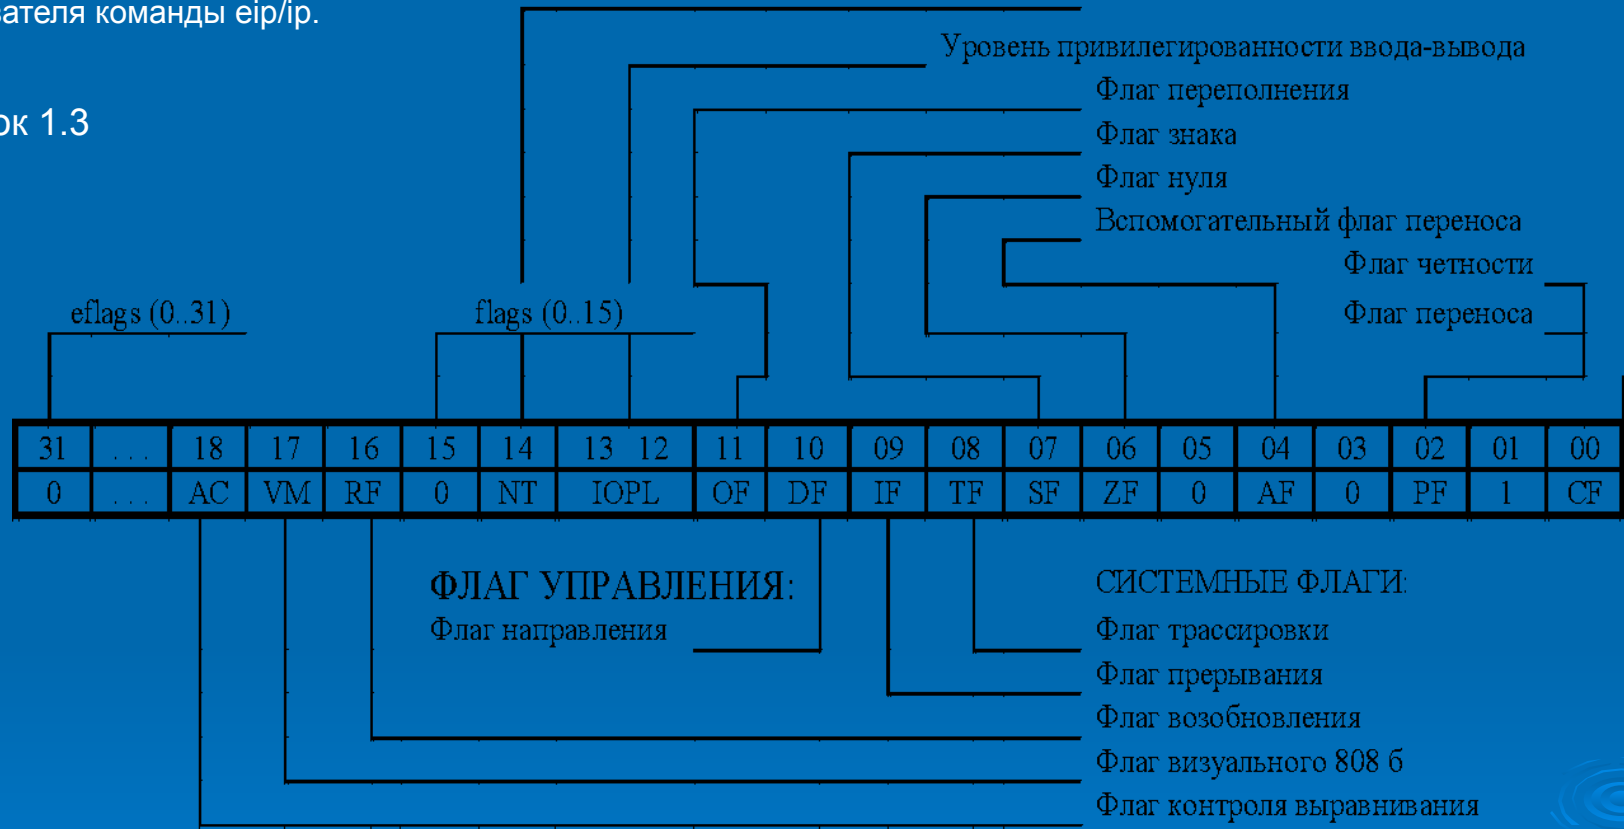 команды eip/ip.
Уровень привилегированности ввода-вывода
Флаг переполнения
1.3
Флаг знака
Флаг нуля
Вспомогательный флаг переноса
Флаг четности
eflags (0..31)
flags (0..15)
Флаг переноса
31 ... 18 17 16 15 14 13 12 11 10 09 08 07 06 05 04 03 02 01 00
0 ... AC VM RF 0 NT IOPL OF DF IF TF SF ZF 0 AF 0 PF 1 CF
ФЛАГ УПРАВЛЕНИЯ:
Флаг направления
СИСТЕМНЫЕ ФЛАГИ:
Флаг трассировки
Флаг прерывания
Флаг возобновления
Флаг визуального 808 б
Флаг контроля выравнивания